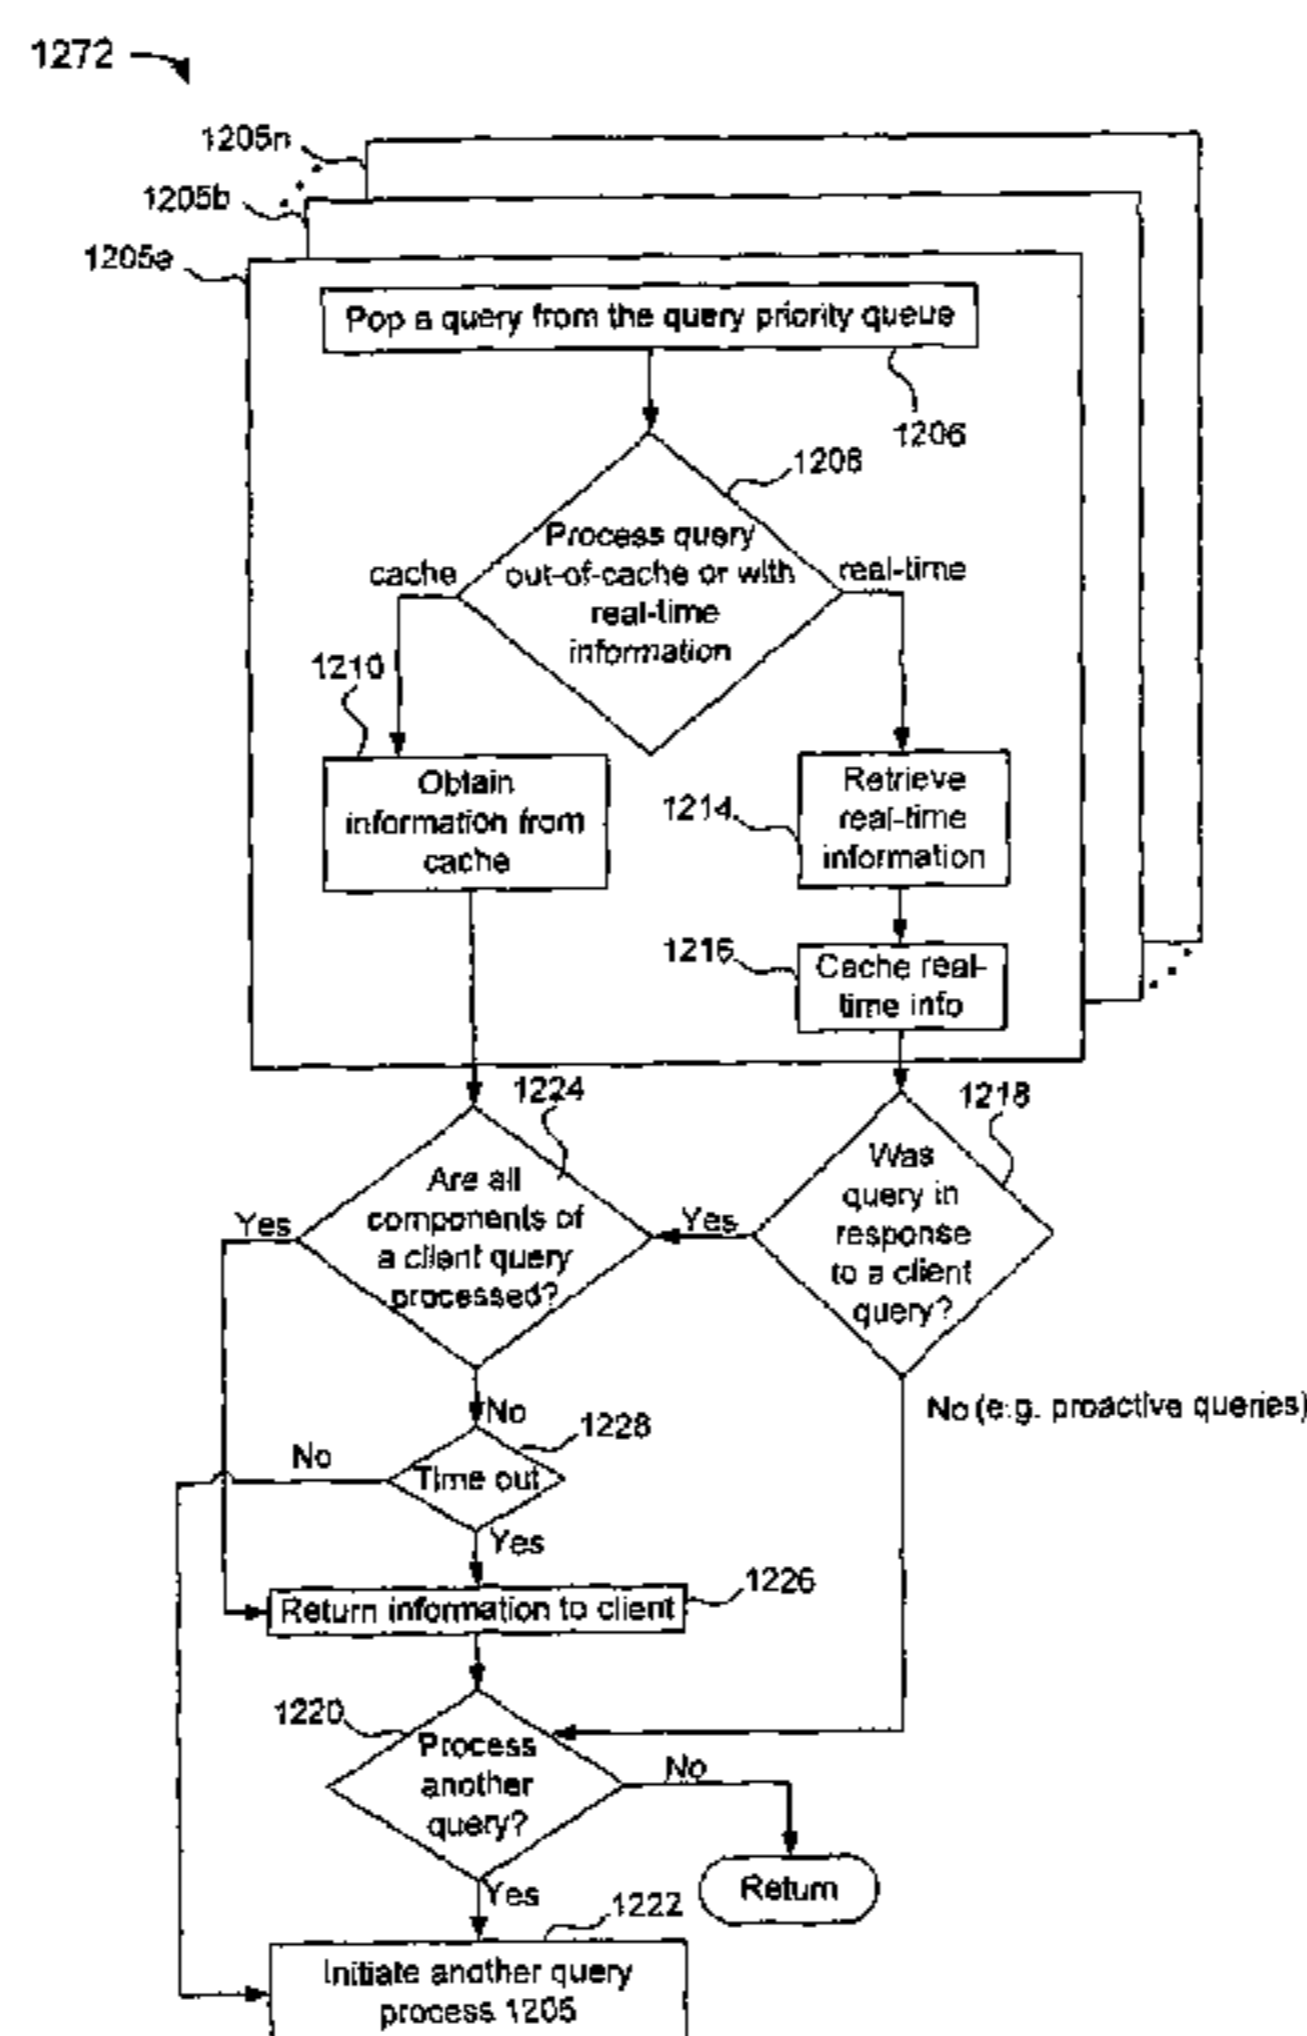 1272
1205n
1205b
1205a
Pop a query from the query priority queue
1206
1208
Process query
out-of-cache or with
real-time
information
cache
real-time
1210
Obtain
information from
cache
1214
Retrieve
real-time
information
1216
Cache real-
time info
1224
1218
Are all
components of
a client query
processed?
Yes
Yes
Was
query in
response
to a client
query?
No (e.g. proactive queries)
No
1228
No
Time out
Yes
1226
Return information to client
1220
Process
another
query?
No
Return
Yes
1222
Initiate another query
process 1205